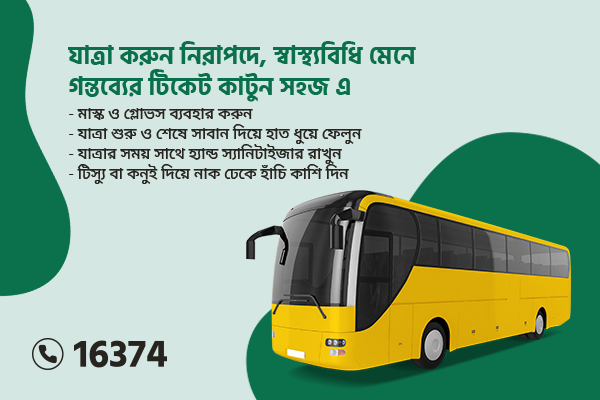 যাত্রা করুন নিরাপদে, স্বাস্থ্যবিধি মেনে
গন্তব্যের টিকেট কাটুন সহজ এ
- মাস্ক ও গ্লোভস ব্যবহার করুন
- যাত্রা শুরু ও শেষে সাবান দিয়ে হাত ধুয়ে ফেলুন
- যাত্রার সময় সাথে হ্যান্ড স্যানিটাইজার রাখুন
- টিস্যু বা কনুই দিয়ে নাক ঢেকে হাঁচি কাশি দিন
16374